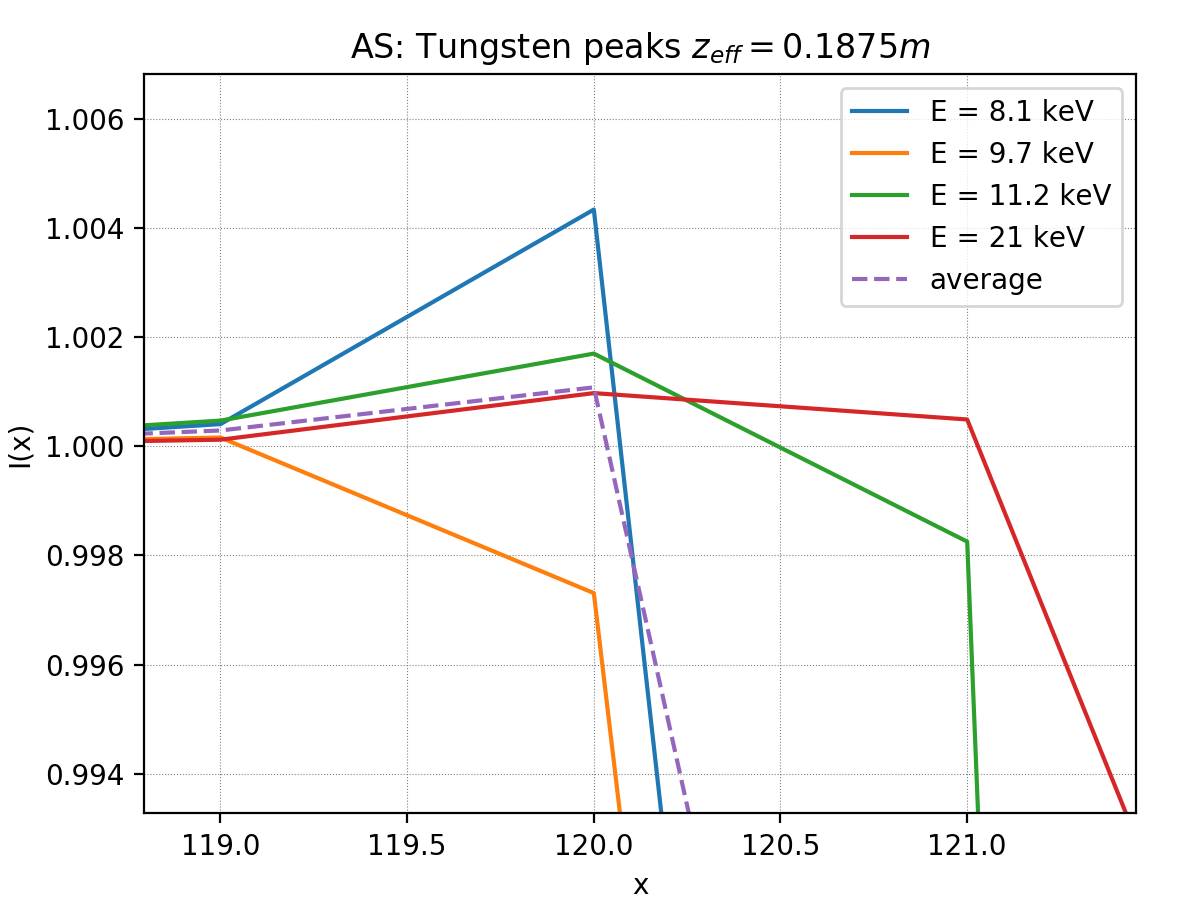 AS: Tungsten peaks z_eff = 0.1875m
1.006
1.004
1.002
1.000
0.998
0.996
0.994
I(x)
E = 8.1 keV
E = 9.7 keV
E = 11.2 keV
E = 21 keV
average
119.0 119.5 120.0 120.5 121.0
x